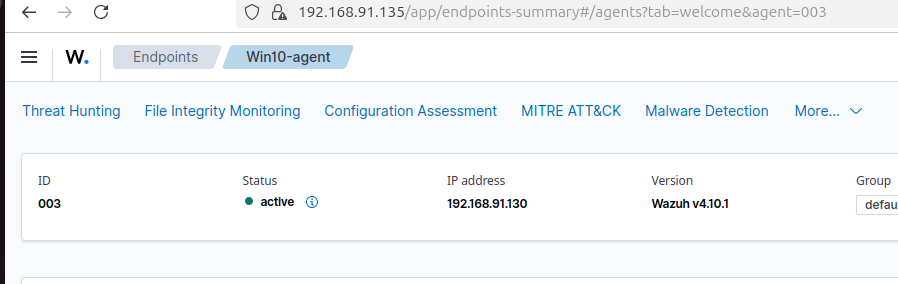 192.168.91.135/app/endpoints-summary#/agents?tab=welcome&agent=003
W. Endpoints Win10-agent
Threat Hunting File Integrity Monitoring Configuration Assessment MITRE ATT&CK Malware Detection More...
ID Status IP address Version Group
003 active 192.168.91.130 Wazuh v4.10.1 defau